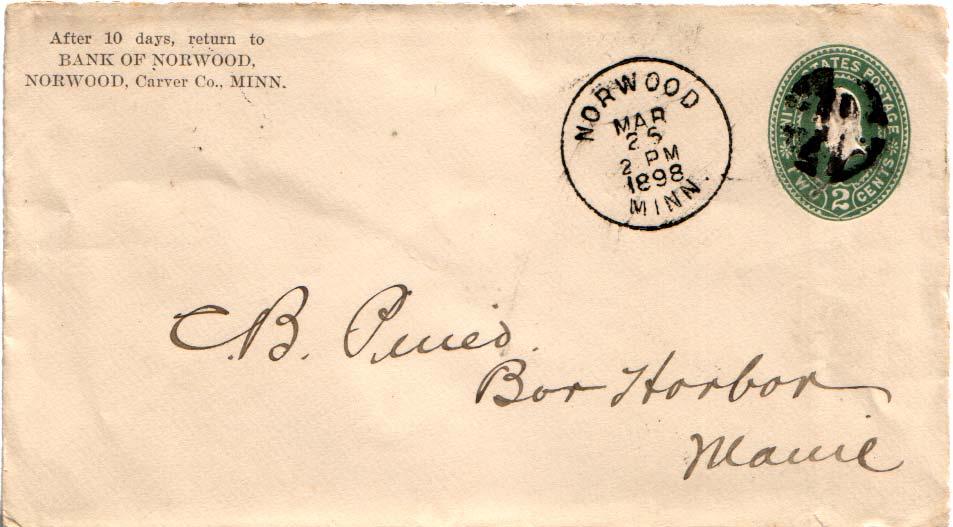 After 10 days, return to
BANK OF NORWOOD,
NORWOOD, Carver Co., MINN.
NORWOOD
MAR
25
2 PM
1898
MINN.
UNITED STATES POSTAGE
TWO 2 CENTS
C. B. Pineo.
Bar Harbor
Maine